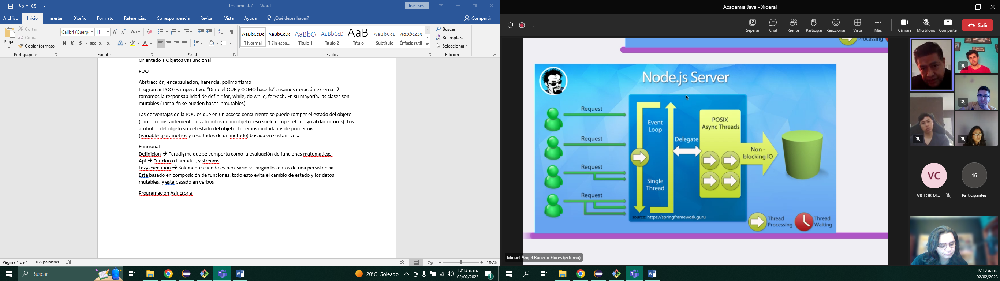 Documento1 - Word
Inic. ses.
Archivo Inicio Insertar Diseño Formato Referencias Correspondencia Revisar Vista Ayuda ¿Qué desea hacer? Compartir
Pegar
Cortar
Copiar
Copiar formato
Portapapeles
Calibri (Cuerp 11
Aa
N K S abc x₂ x² A ab A
Fuente
Párrafo
AaBbCcDc AaBbCcDc AaBbCc AaBbCcC AaB AaBbCcC AaBbCcDc
¶ Normal ¶ Sin espa... Título 1 Título 2 Título Subtítulo Énfasis sutil
Estilos
Buscar
Reemplazar
Seleccionar
Edición
Orientado a Objetos vs Funcional
POO
Abstracción, encapsulación, herencia, polimorfismo
Programar POO es imperativo: “Dime el QUE y COMO hacerlo”, usamos iteración externa →
tomamos la responsabilidad de definir for, while, do while, forEach. En su mayoría, las clases son
mutables (También se pueden hacer inmutables)
Las desventajas de la POO es que en un acceso concurrente se puede romper el estado del objeto
(cambia constantemente los atributos de un objeto, eso suele romper el código al dar errores). Los
atributos del objeto son el estado del objeto, tenemos ciudadanos de primer nivel
(Variables,parámetros y resultados de un metodo) basada en sustantivos.
Funcional
Definicion → Paradigma que se comporta como la evaluación de funciones matematicas.
Api → Funcion o Lambdas, y streams
Lazy execution → Solamente cuando es necesario se cargan los datos de una persistencia
Esta basado en composición de funciones, todo esto evita el cambio de estado y los datos
mutables, y esta basado en verbos
Programacion Asincrona
Página 1 de 1 165 palabras
100%
Buscar
20°C Soleado
10:13 a. m.
02/02/2023
1
Academia Java - Xideral
--:--
Separar Chat Gente Participar Reaccionar Vista Más Cámara Micrófono Comparte Salir
Processing
Node.js Server
Request
Request
Request
Request
Event
Loop
Single
Thread
Delegate
POSIX
Async Threads
Non -
blocking IO
source: https://springframework.guru
Thread
Processing
Thread
Waiting
Miguel Ángel Rugerio Flores (externo)
VC
VICTOR M...
16
Participantes
10:13 a. m.
02/02/2023